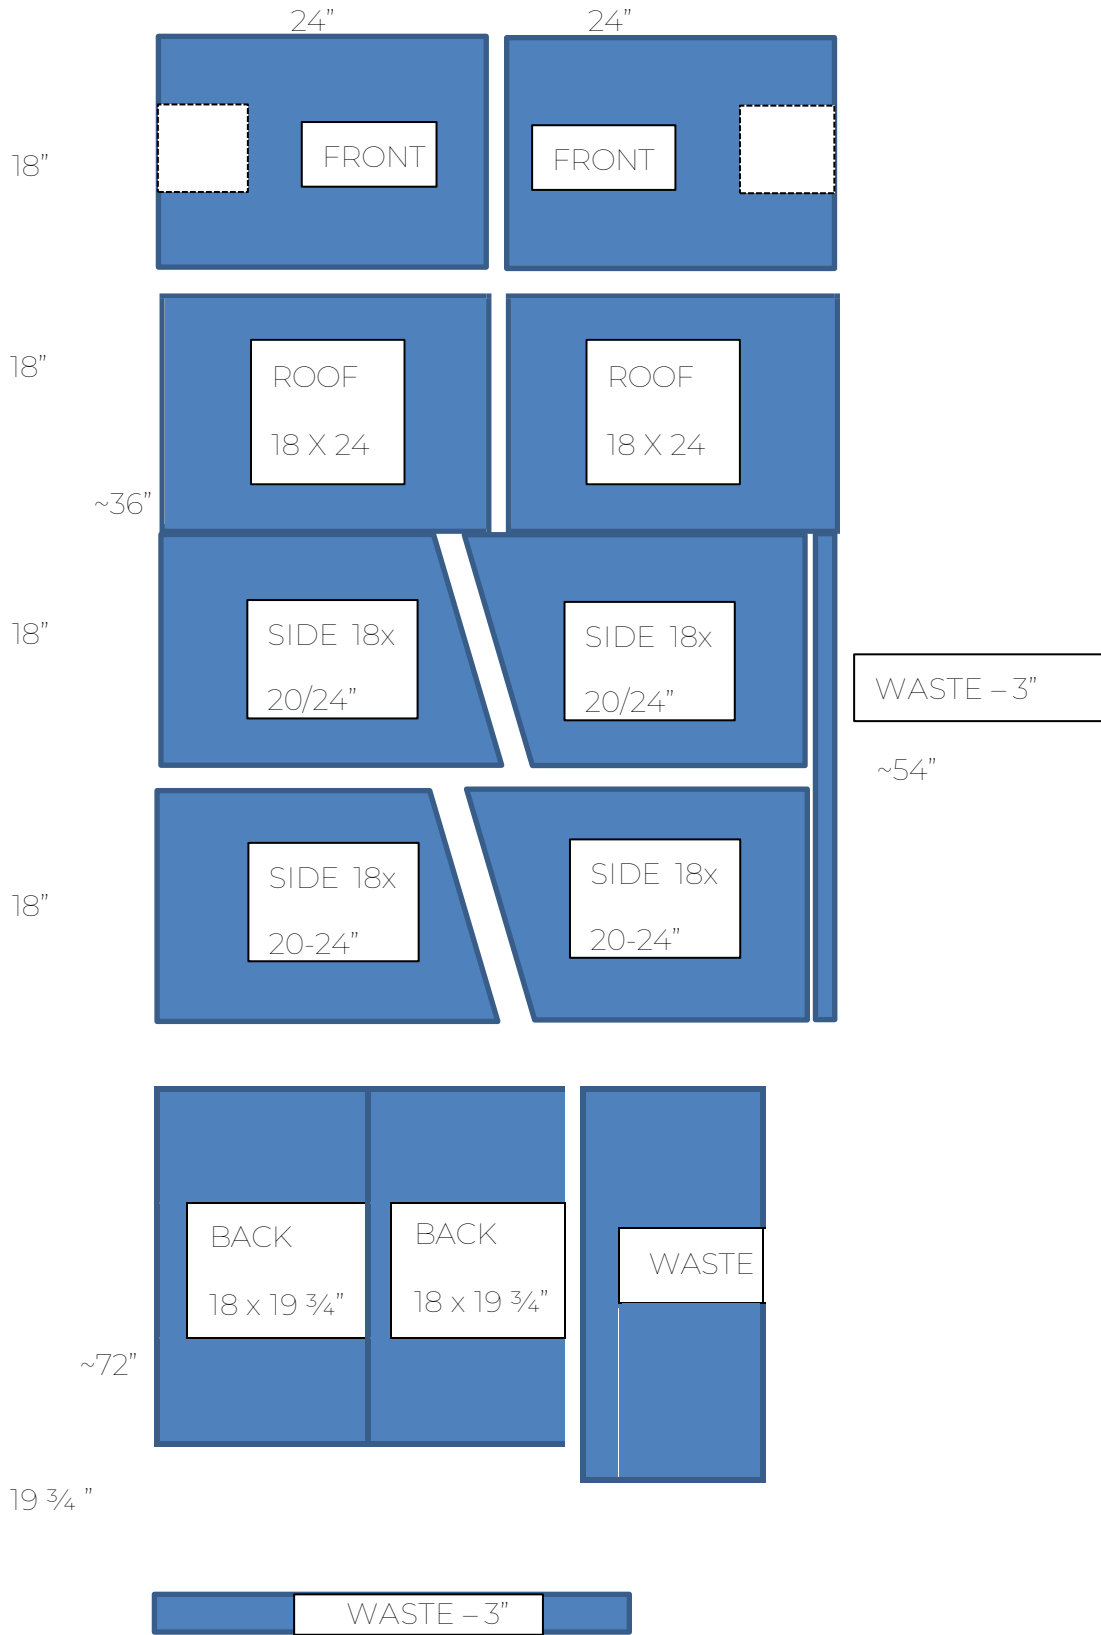 24” 24”
18”
FRONT FRONT
18”
ROOF ROOF
18 X 24 18 X 24
~36”
18”
SIDE 18x SIDE 18x
20/24” 20/24”
WASTE – 3”
~54”
18”
SIDE 18x SIDE 18x
20-24” 20-24”
BACK BACK
18 x 19 ¾” 18 x 19 ¾”
WASTE
~72”
19 ¾ ”
WASTE – 3”